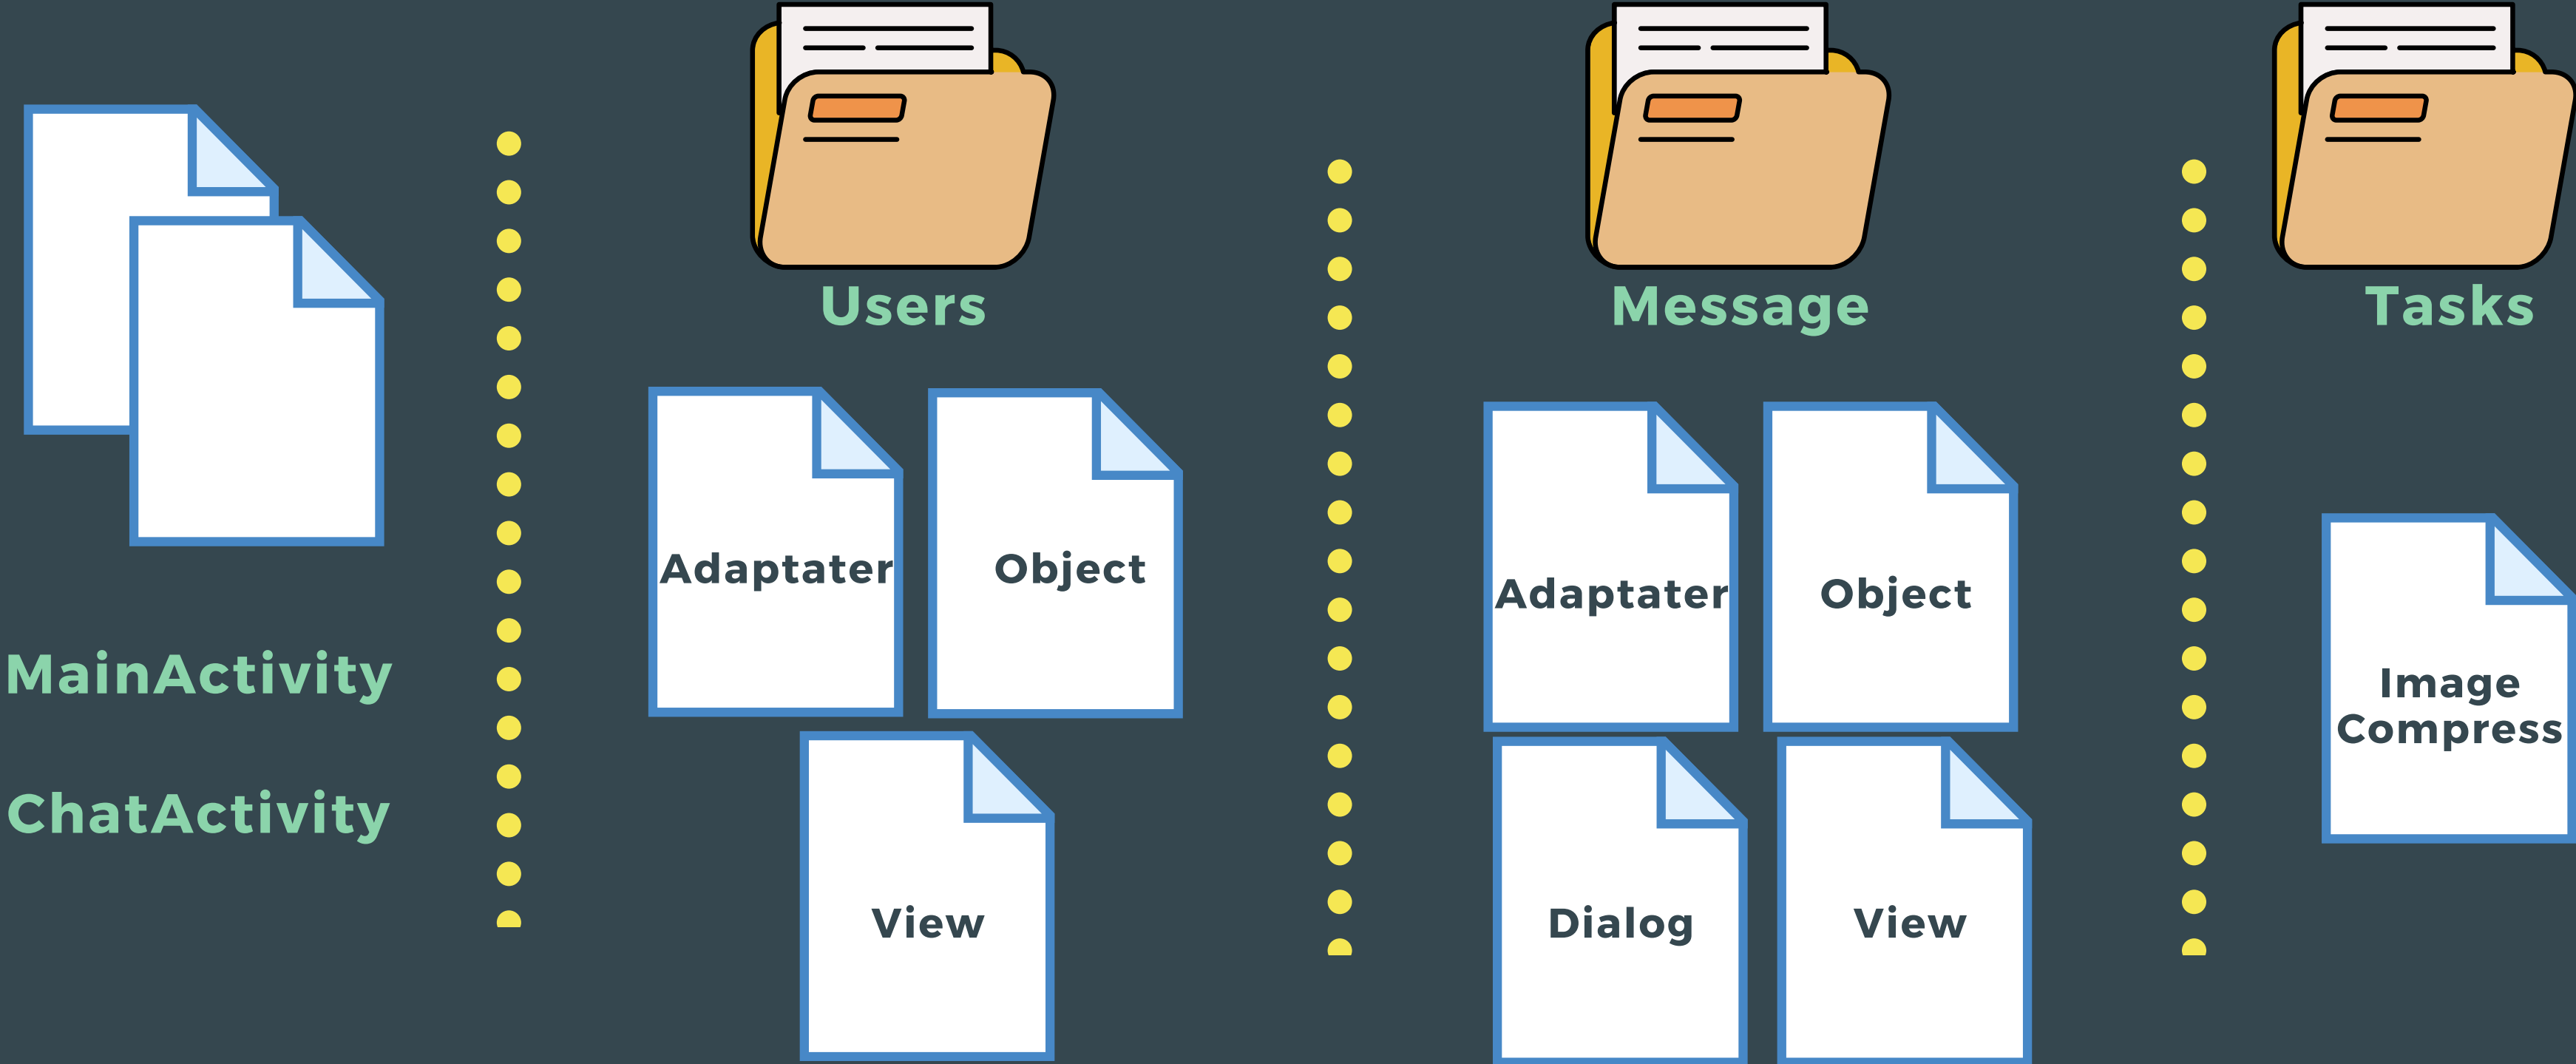 MainActivity
ChatActivity
Users
Adaptater
Object
View
Message
Adaptater
Object
Dialog
View
Tasks
Image
Compress